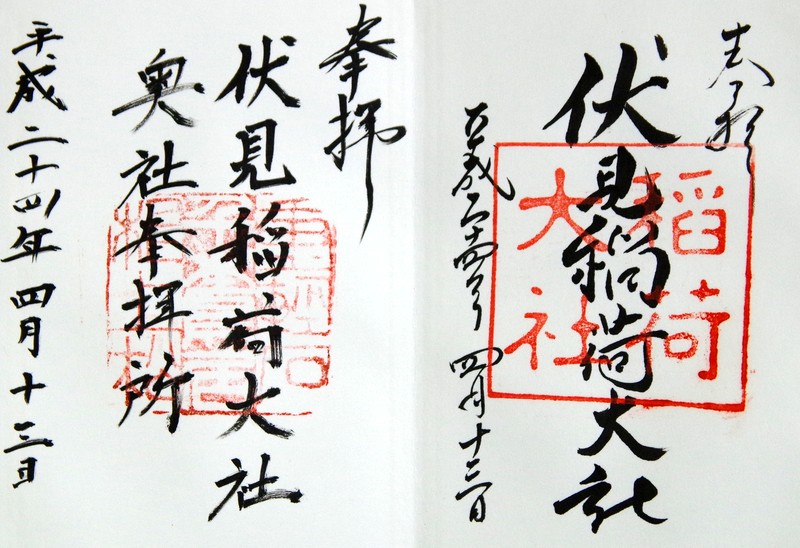 奉拝
伏見稲荷大社
稲荷
大社
平成二十四年四月十三日
奉拝
伏見稲荷大社
奥社奉拝所
平成二十四年四月十三日